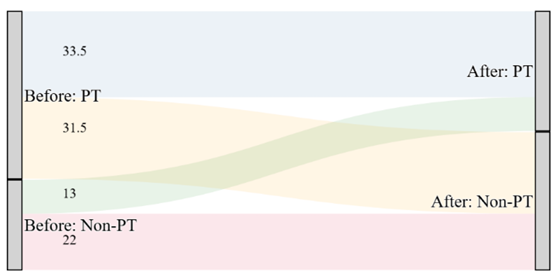 33.5
After: PT
Before: PT
31.5
13
After: Non-PT
Before: Non-PT
22